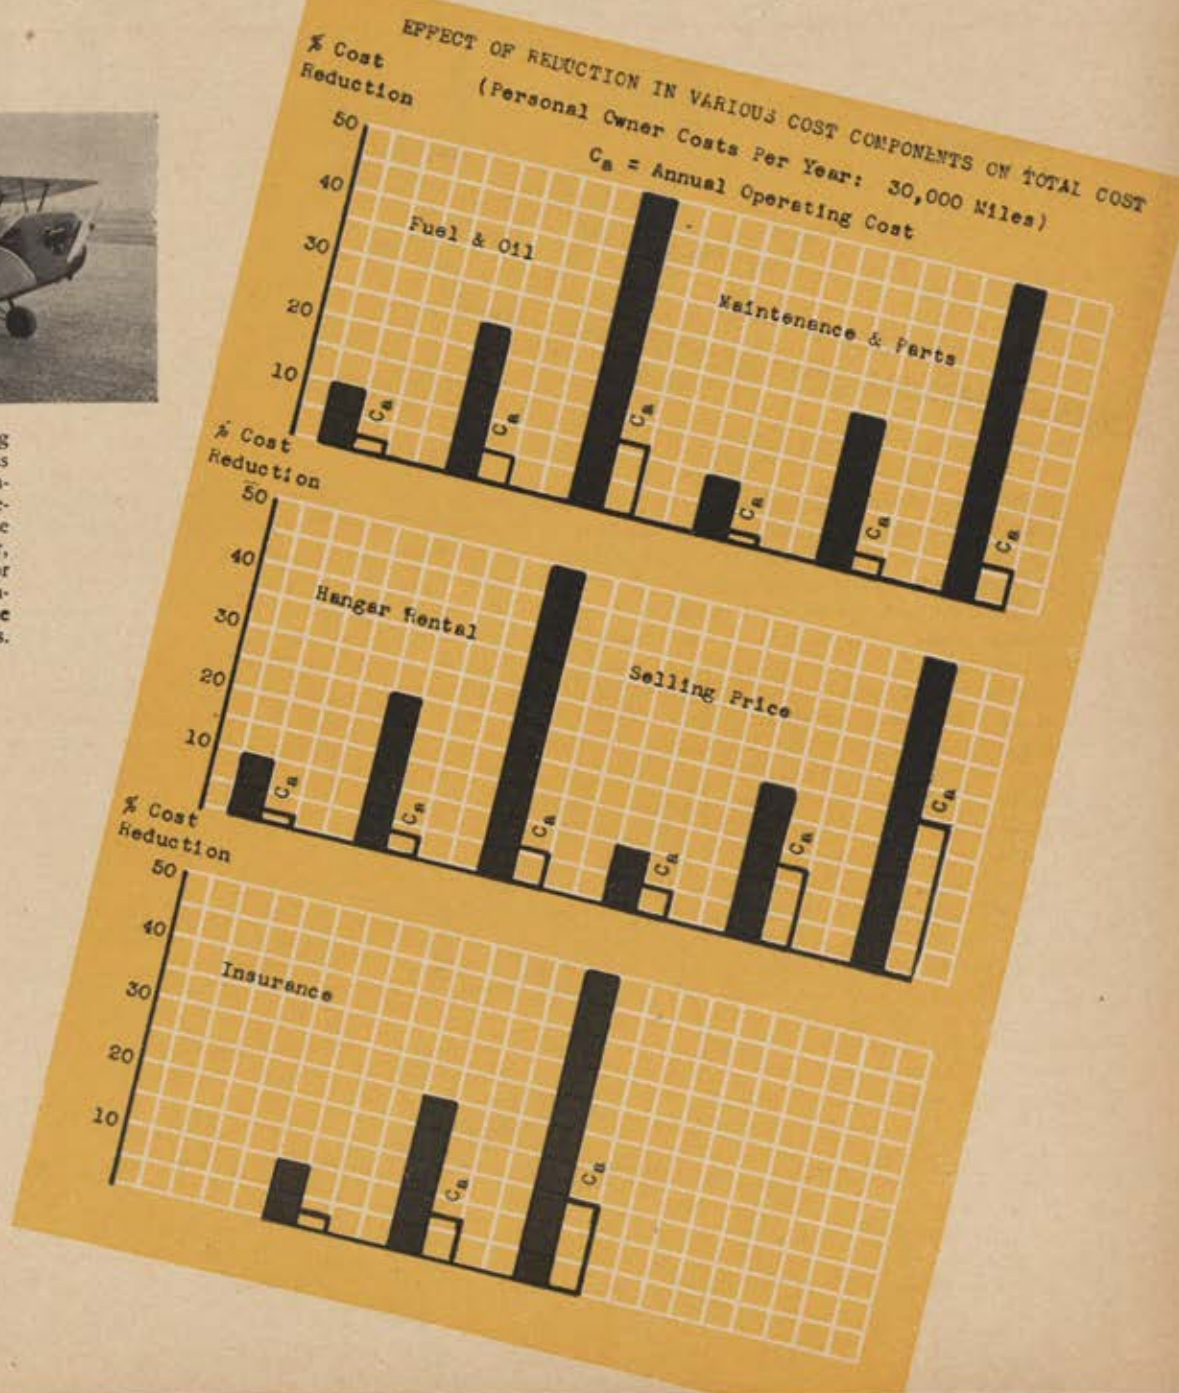 EFFECT OF REDUCTION IN VARIOUS COST COMPONENTS ON TOTAL COST
(Personal Owner Costs Per Year: 30,000 Miles)
Ca = Annual Operating Cost
% Cost
Reduction
50
40
30
20
10
Fuel & Oil
Ca
Ca
Ca
Maintenance & Parts
Ca
Ca
Ca
% Cost
Reduction
50
40
30
20
10
Hangar Rental
Ca
Ca
Ca
Selling Price
Ca
Ca
Ca
% Cost
Reduction
50
40
30
20
10
Insurance
Ca
Ca